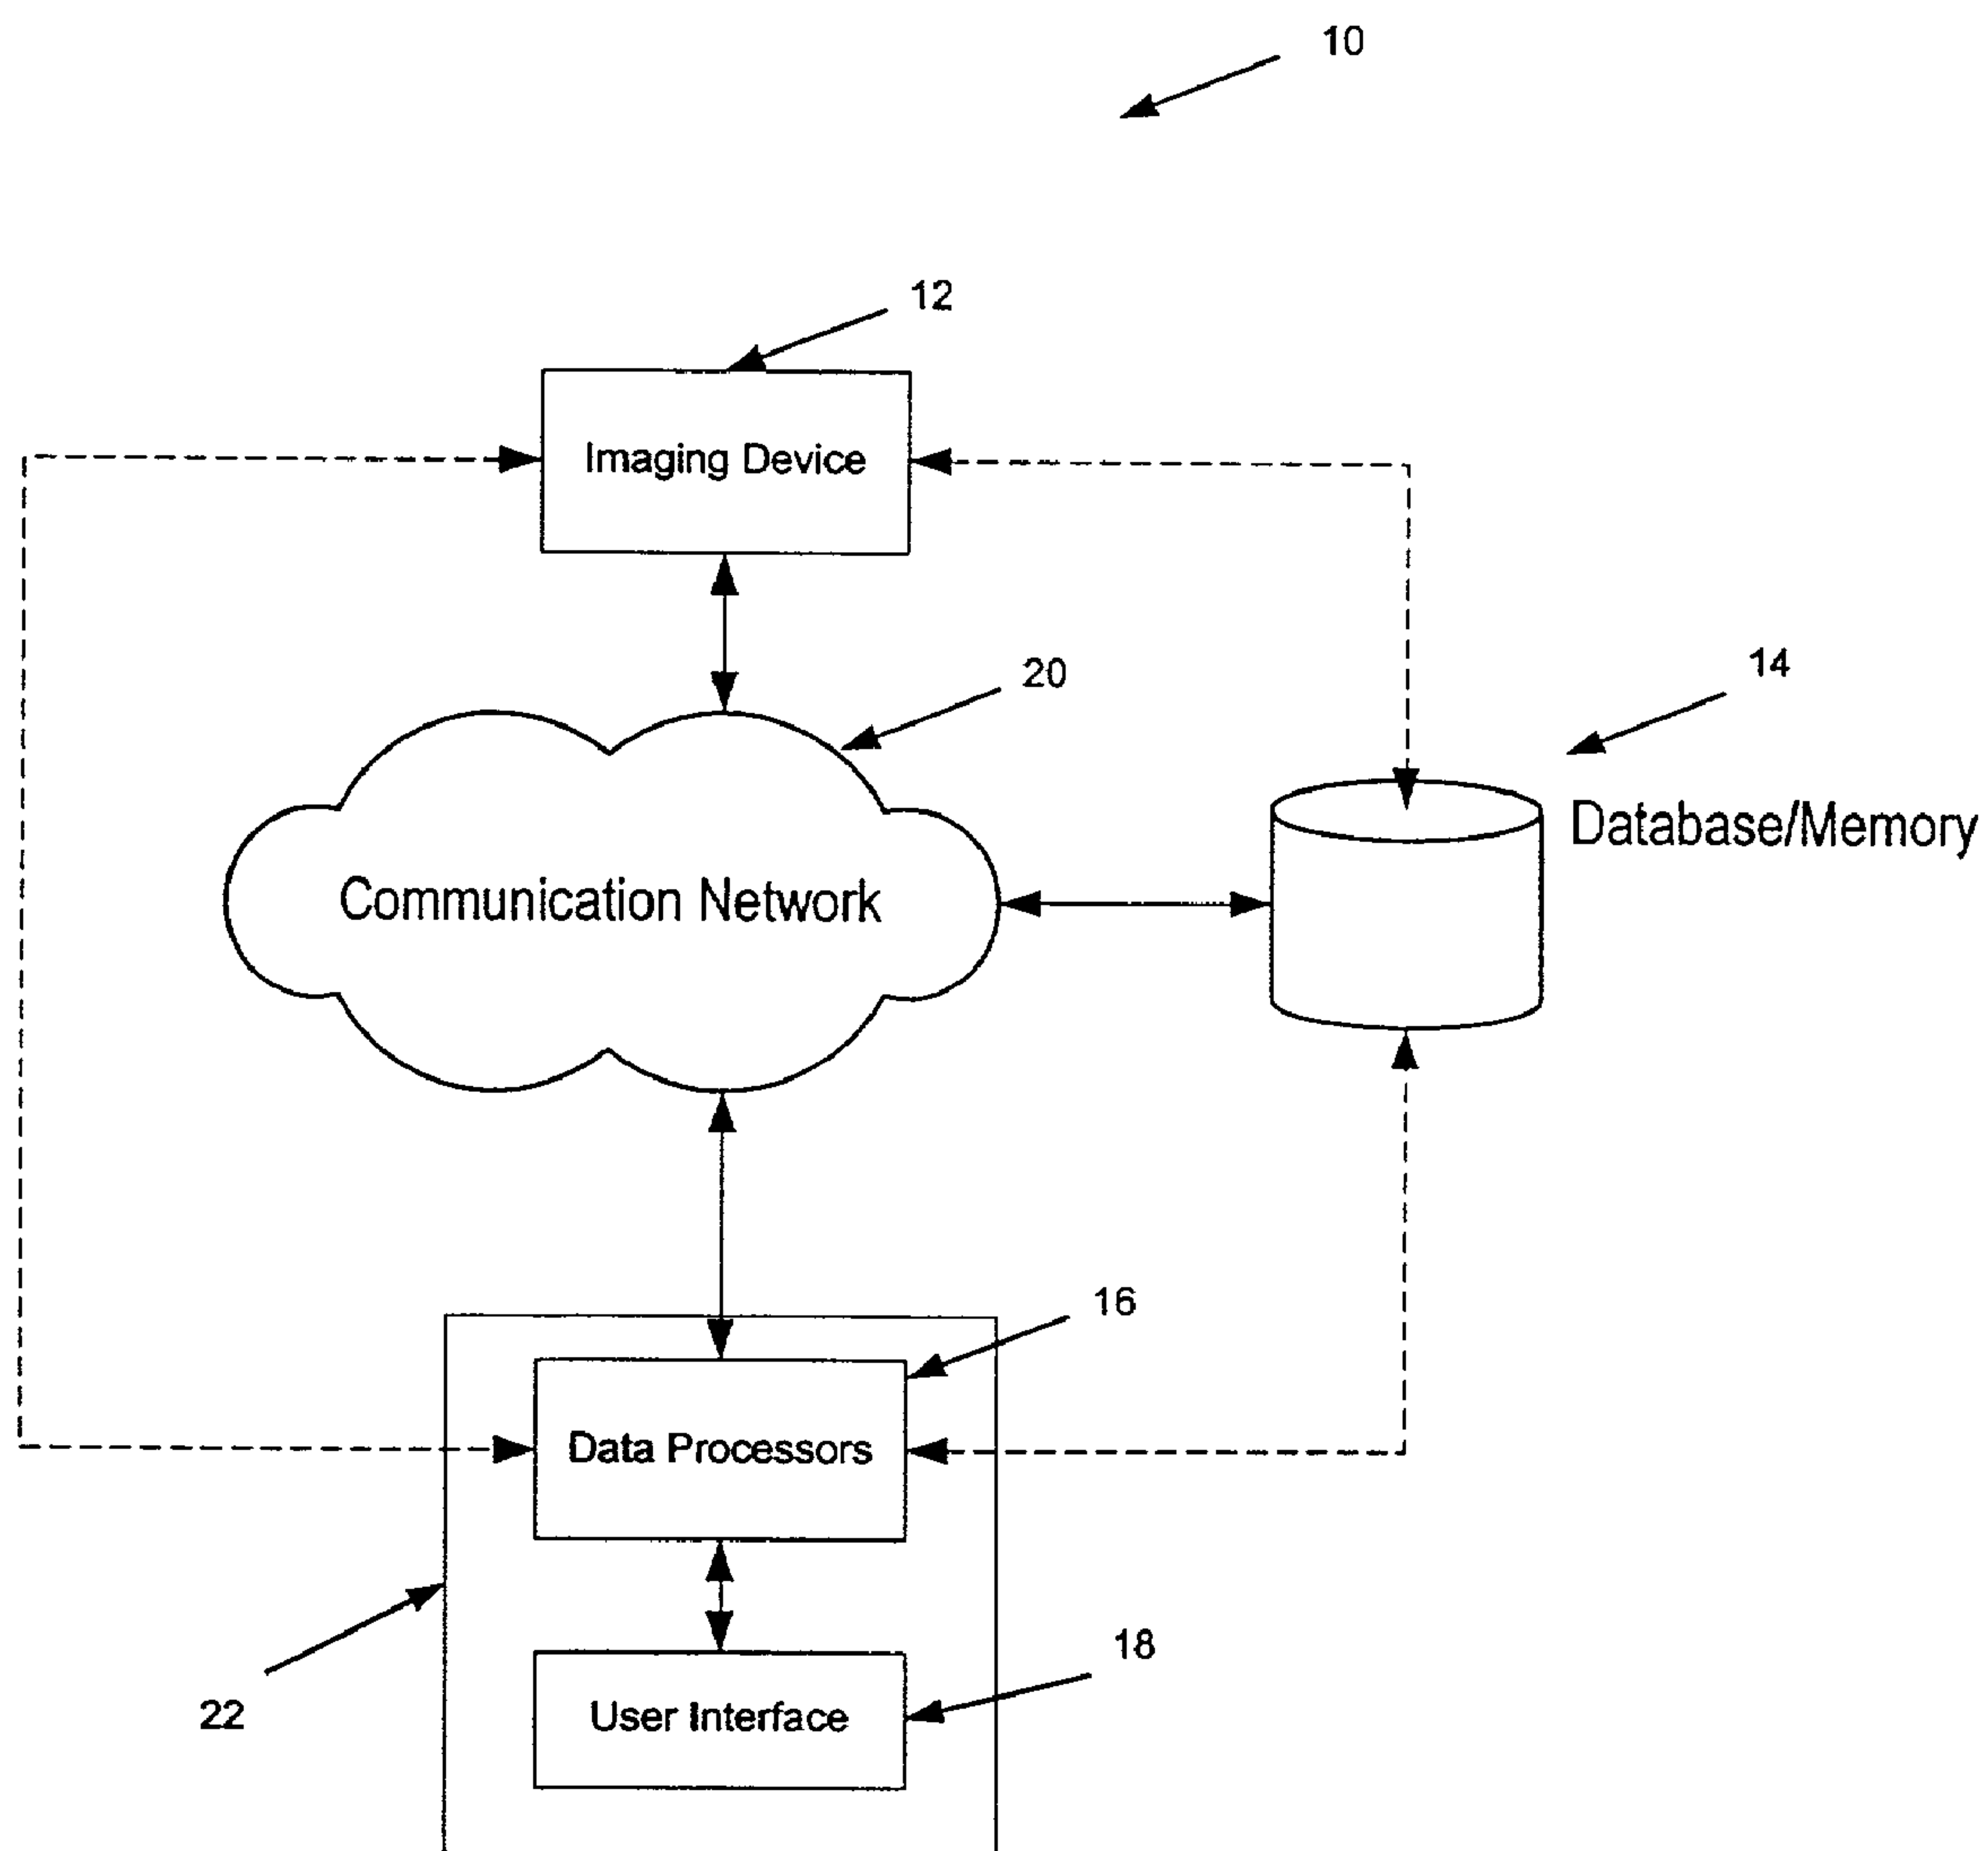 10
12
Imaging Device
20
14
Database/Memory
Communication Network
16
Data Processors
18
22
User Interface